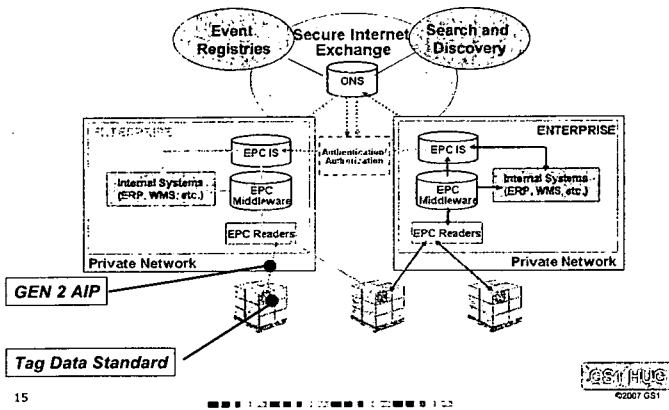 Event
Registries
Secure Internet
Exchange
Search and
Discovery
ONS
ENTERPRISE
EPC IS
Internal Systems
(ERP, WMS, etc.)
EPC
Middleware
EPC Readers
Private Network
Authentication/
Authorization
ENTERPRISE
EPC IS
Internal Systems
(ERP, WMS, etc.)
EPC
Middleware
EPC Readers
Private Network
GEN 2 AIP
Tag Data Standard
15
GS1 HUG
©2007 GS1